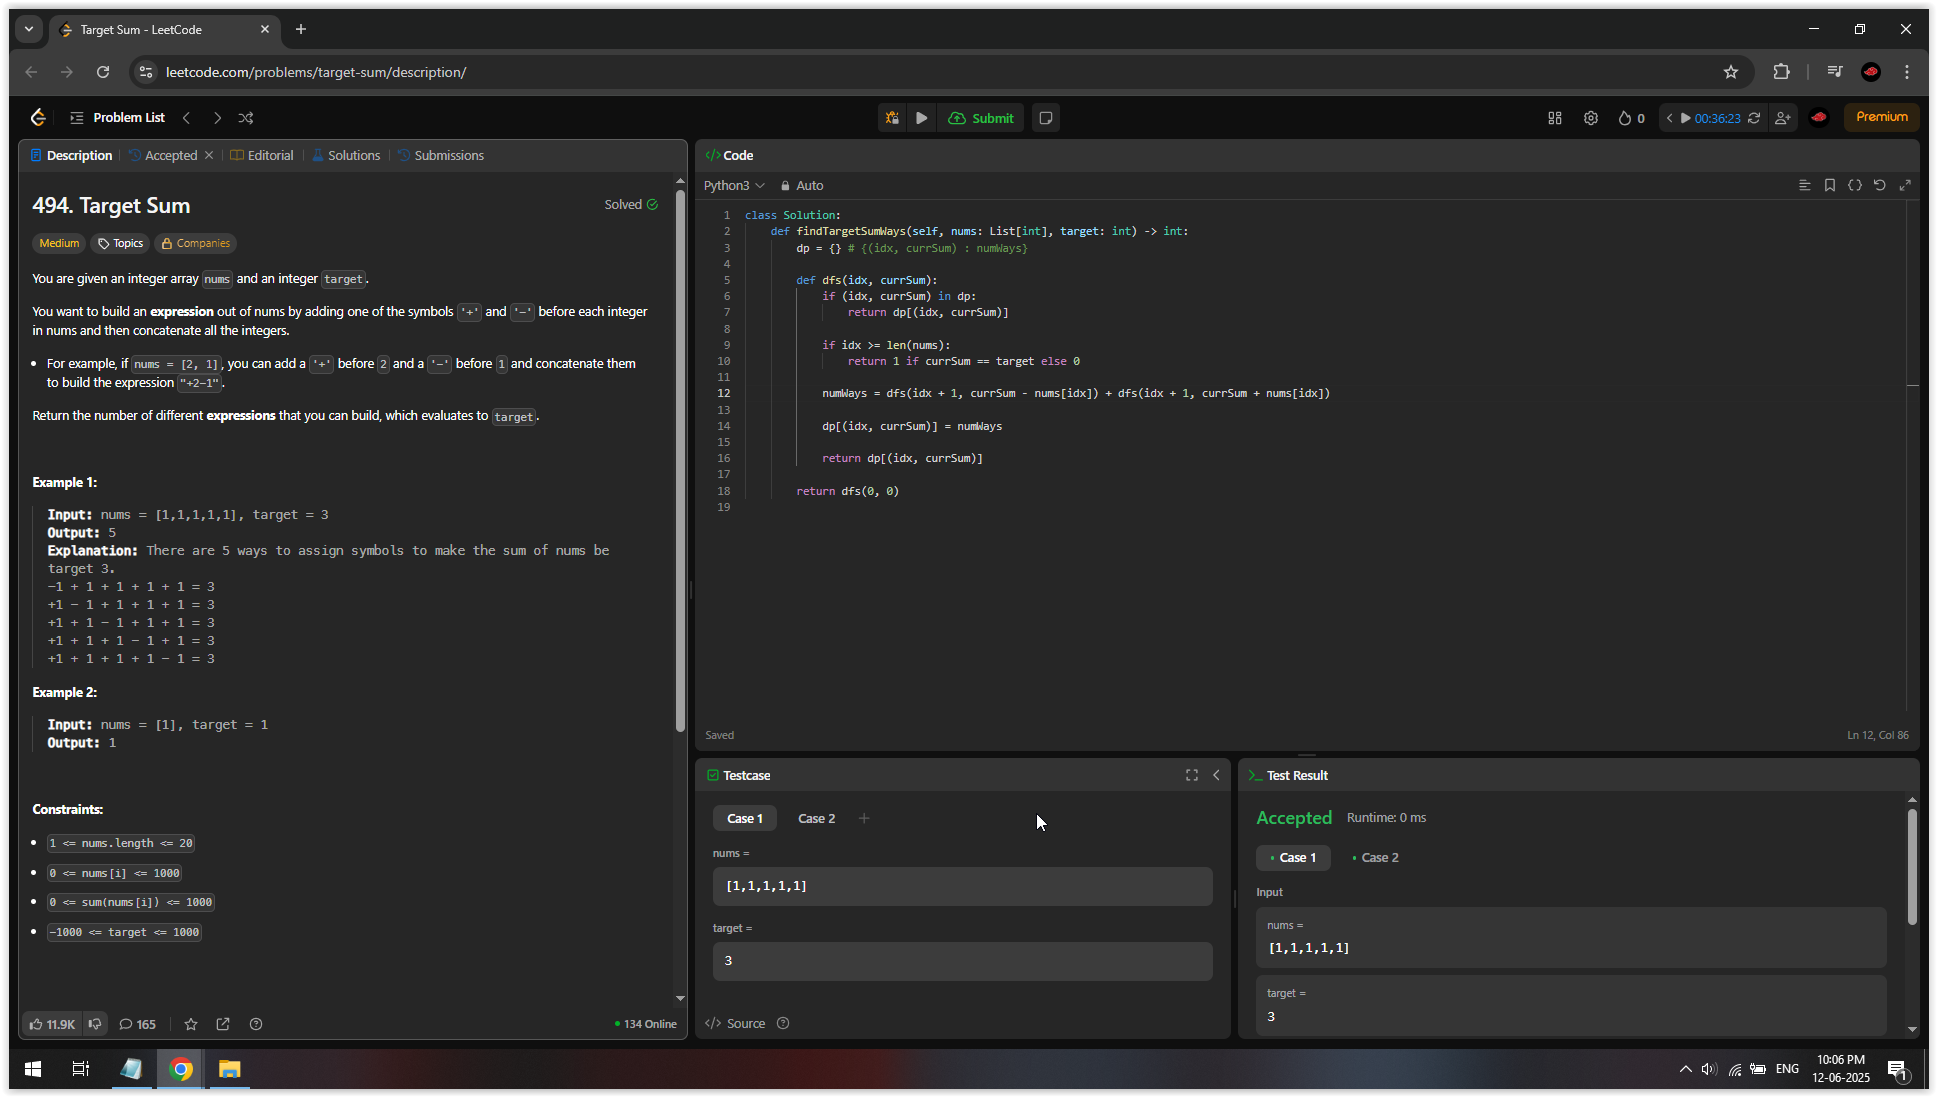 Target Sum - LeetCode
leetcode.com/problems/target-sum/description/
Problem List
Submit
0
00:36:23
Premium
Description
Accepted
Editorial
Solutions
Submissions
494. Target Sum
Solved
Medium
Topics
Companies
You are given an integer array nums and an integer target.
You want to build an expression out of nums by adding one of the symbols '+' and '-' before each integer
in nums and then concatenate all the integers.
• For example, if nums = [2, 1], you can add a '+' before 2 and a '-' before 1 and concatenate them
to build the expression "+2-1".
Return the number of different expressions that you can build, which evaluates to target.
Example 1:
Input: nums = [1,1,1,1,1], target = 3
Output: 5
Explanation: There are 5 ways to assign symbols to make the sum of nums be
target 3.
-1 + 1 + 1 + 1 + 1 = 3
+1 - 1 + 1 + 1 + 1 = 3
+1 + 1 - 1 + 1 + 1 = 3
+1 + 1 + 1 - 1 + 1 = 3
+1 + 1 + 1 + 1 - 1 = 3
Example 2:
Input: nums = [1], target = 1
Output: 1
Constraints:
• 1 <= nums.length <= 20
• 0 <= nums[i] <= 1000
• 0 <= sum(nums[i]) <= 1000
• -1000 <= target <= 1000
11.9K
165
134 Online
</> Code
Python3
Auto
1 class Solution:
2 def findTargetSumWays(self, nums: List[int], target: int) -> int:
3 dp = {} # {(idx, currSum) : numWays}
4
5 def dfs(idx, currSum):
6 if (idx, currSum) in dp:
7 return dp[(idx, currSum)]
8
9 if idx >= len(nums):
10 return 1 if currSum == target else 0
11
12 numWays = dfs(idx + 1, currSum - nums[idx]) + dfs(idx + 1, currSum + nums[idx])
13
14 dp[(idx, currSum)] = numWays
15
16 return dp[(idx, currSum)]
17
18 return dfs(0, 0)
19
Saved
Ln 12, Col 86
Testcase
Case 1
Case 2
nums =
[1,1,1,1,1]
target =
3
</> Source
>_ Test Result
Accepted
Runtime: 0 ms
• Case 1
• Case 2
Input
nums =
[1,1,1,1,1]
target =
3
ENG
10:06 PM
12-06-2025
1